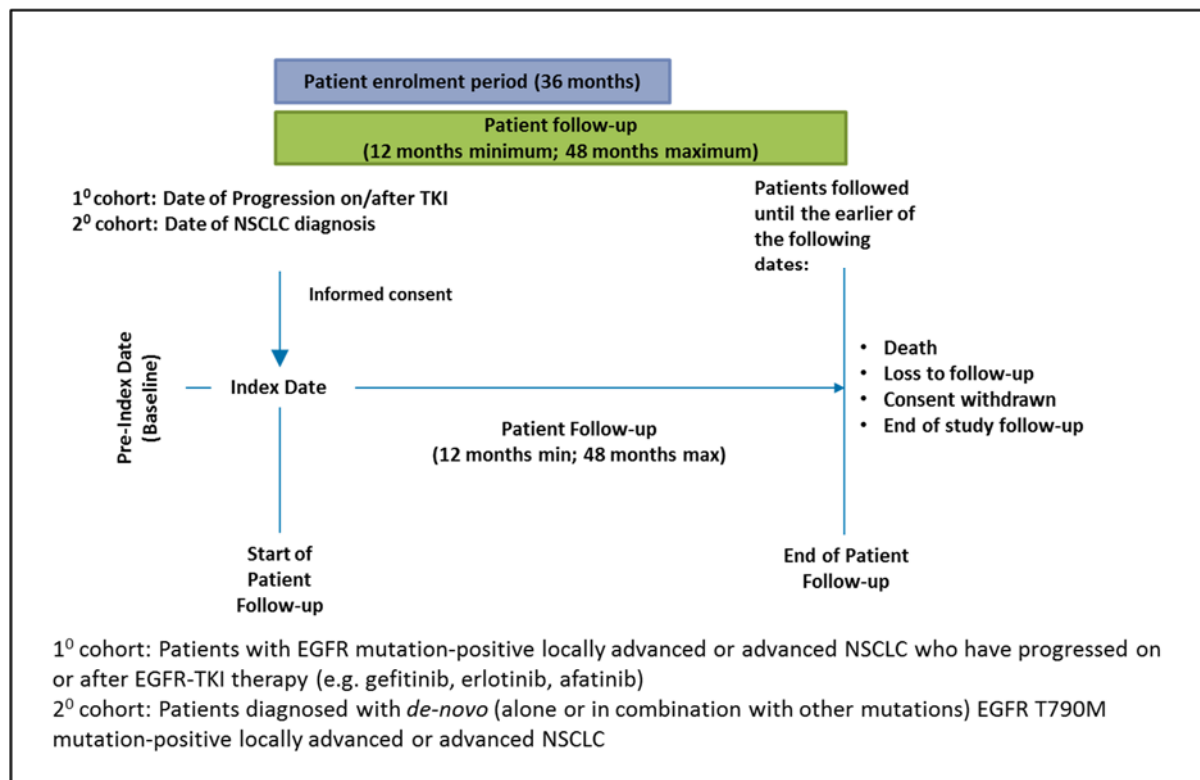 Patient enrolment period (36 months)
Patient follow-up
(12 months minimum; 48 months maximum)
1⁰ cohort: Date of Progression on/after TKI
2⁰ cohort: Date of NSCLC diagnosis
Patients followed
until the earlier of
the following
dates:
Informed consent
Pre-Index Date
(Baseline)
Index Date
• Death
• Loss to follow-up
• Consent withdrawn
• End of study follow-up
Patient Follow-up
(12 months min; 48 months max)
Start of
Patient
Follow-up
End of Patient
Follow-up
1⁰ cohort: Patients with EGFR mutation-positive locally advanced or advanced NSCLC who have progressed on
or after EGFR-TKI therapy (e.g. gefitinib, erlotinib, afatinib)
2⁰ cohort: Patients diagnosed with de-novo (alone or in combination with other mutations) EGFR T790M
mutation-positive locally advanced or advanced NSCLC